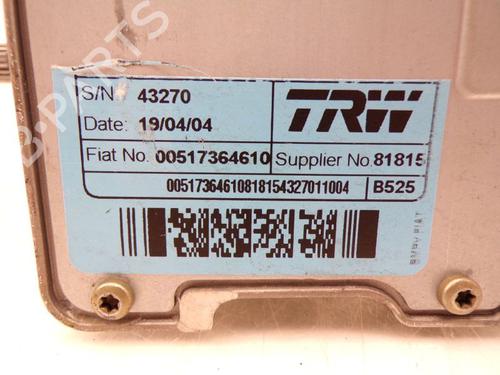 S/N 43270
TRW
Date: 19/04/04
Fiat No. 00517364610 Supplier No. 81815
00517364610818154327011004 B525
B-PARTS